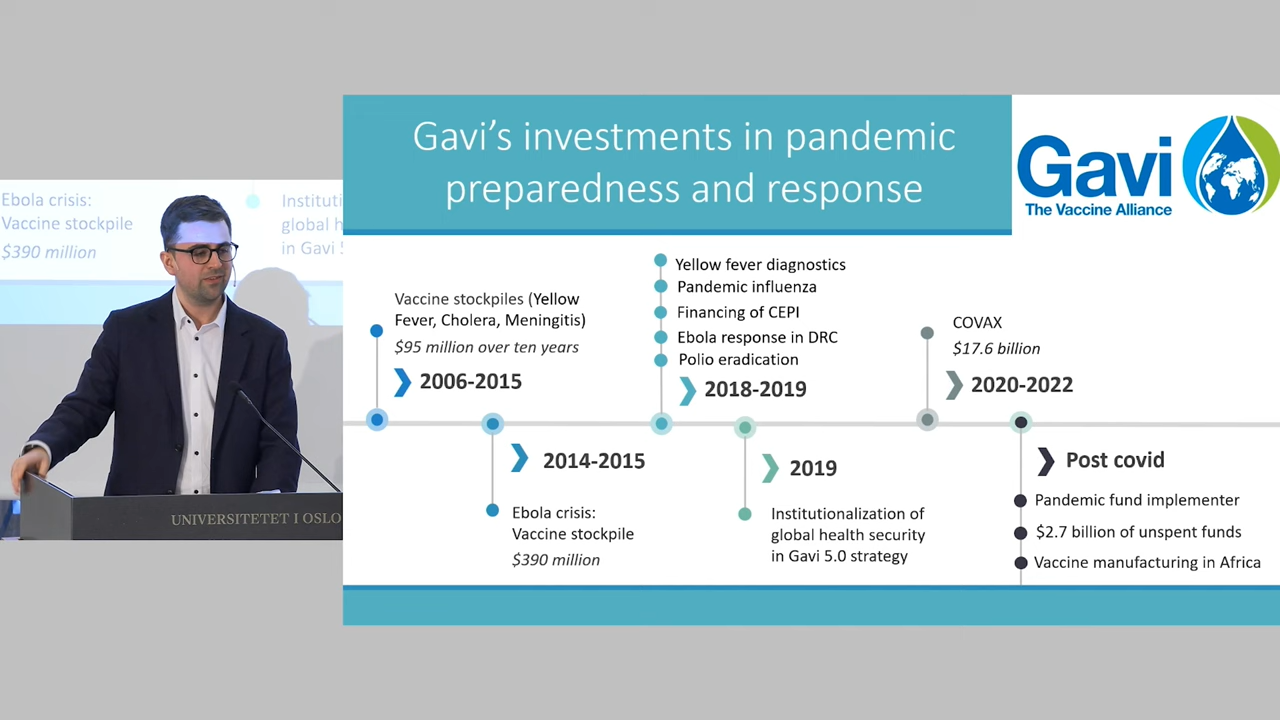 Ebola crisis:
Vaccine stockpile
$390 million
Instituti
global h
in Gavi
UNIVERSITETET I OSLO
Gavi’s investments in pandemic
preparedness and response
Gavi
The Vaccine Alliance
Vaccine stockpiles (Yellow
Fever, Cholera, Meningitis)
$95 million over ten years
2006-2015
2014-2015
Ebola crisis:
Vaccine stockpile
$390 million
Yellow fever diagnostics
Pandemic influenza
Financing of CEPI
Ebola response in DRC
Polio eradication
2018-2019
2019
Institutionalization of
global health security
in Gavi 5.0 strategy
COVAX
$17.6 billion
2020-2022
Post covid
Pandemic fund implementer
$2.7 billion of unspent funds
Vaccine manufacturing in Africa